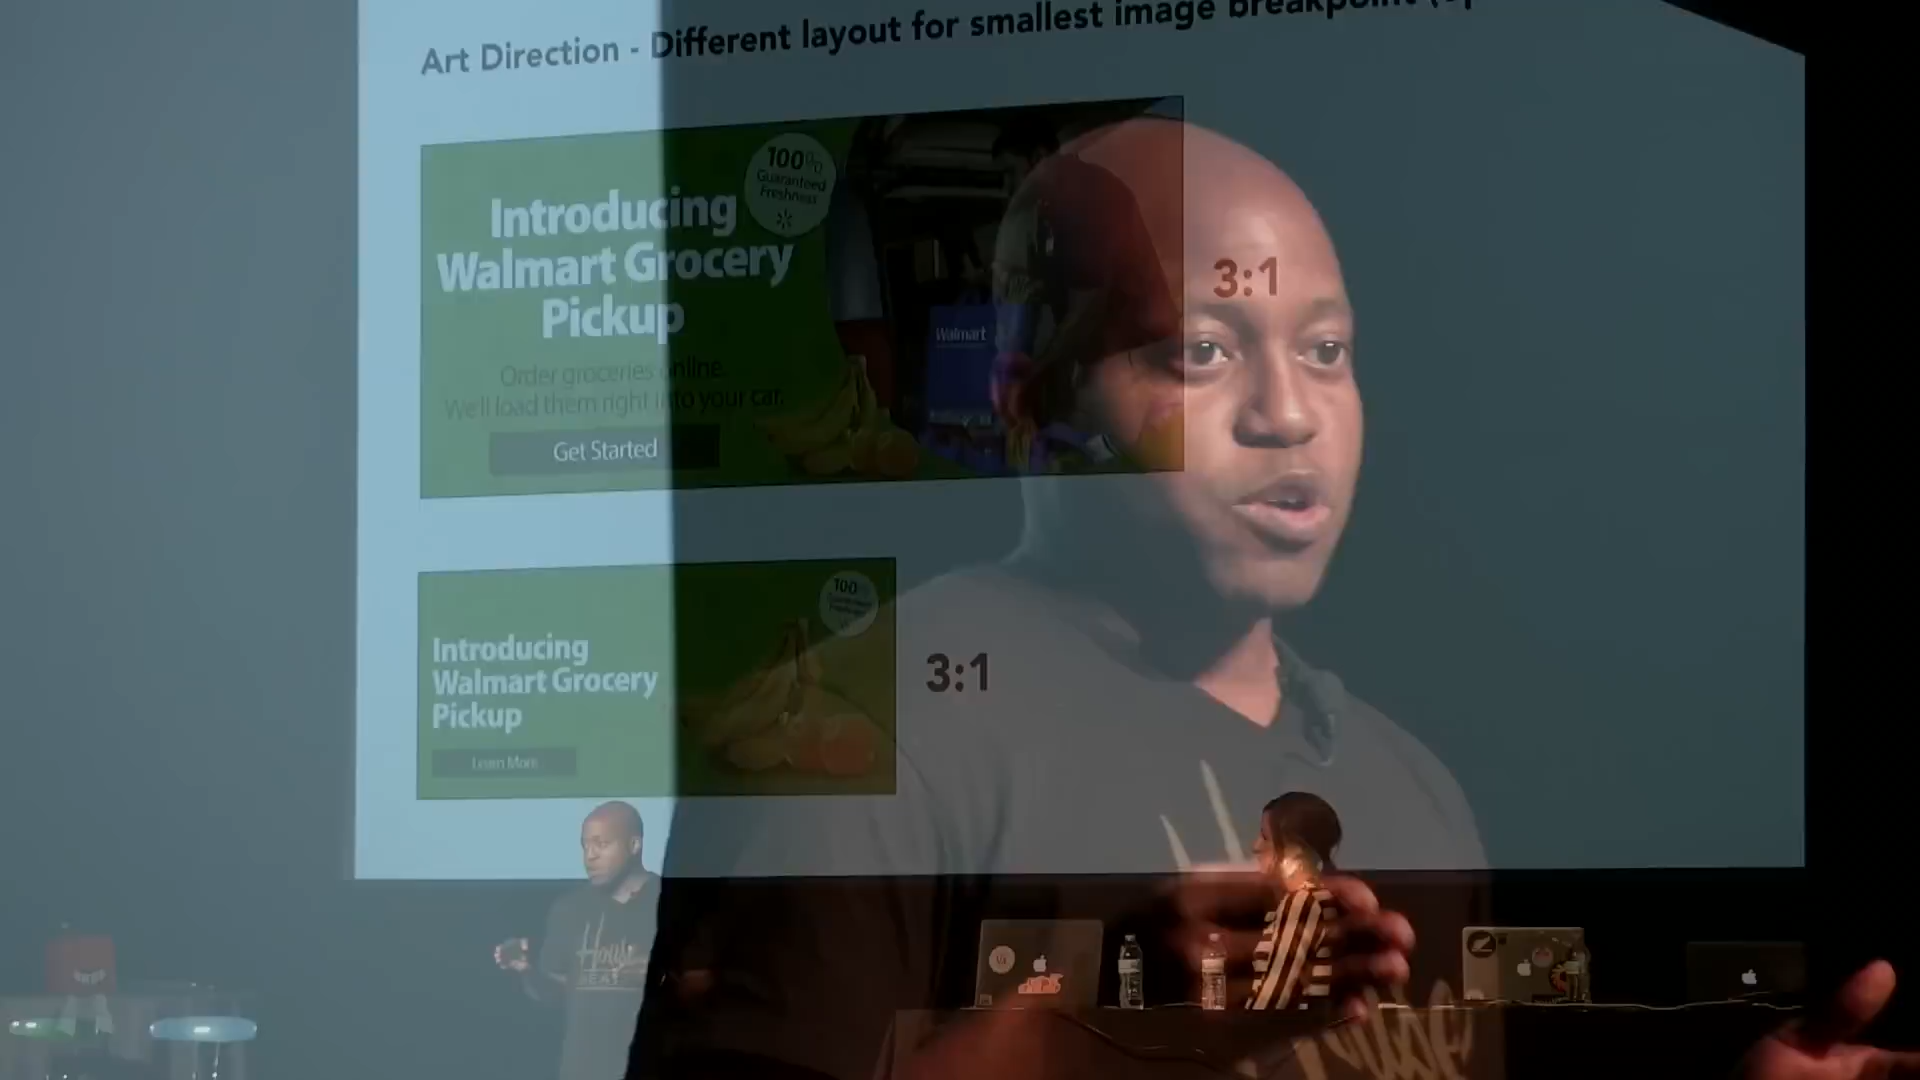 Art Direction - Different layout for smallest image breakpoint
100%
Guaranteed
Freshness
Introducing
Walmart Grocery
Pickup
Order groceries online.
We'll load them right into your car.
Get Started
Walmart
3:1
100%
Introducing
Walmart Grocery
Pickup
Learn More
3:1
House